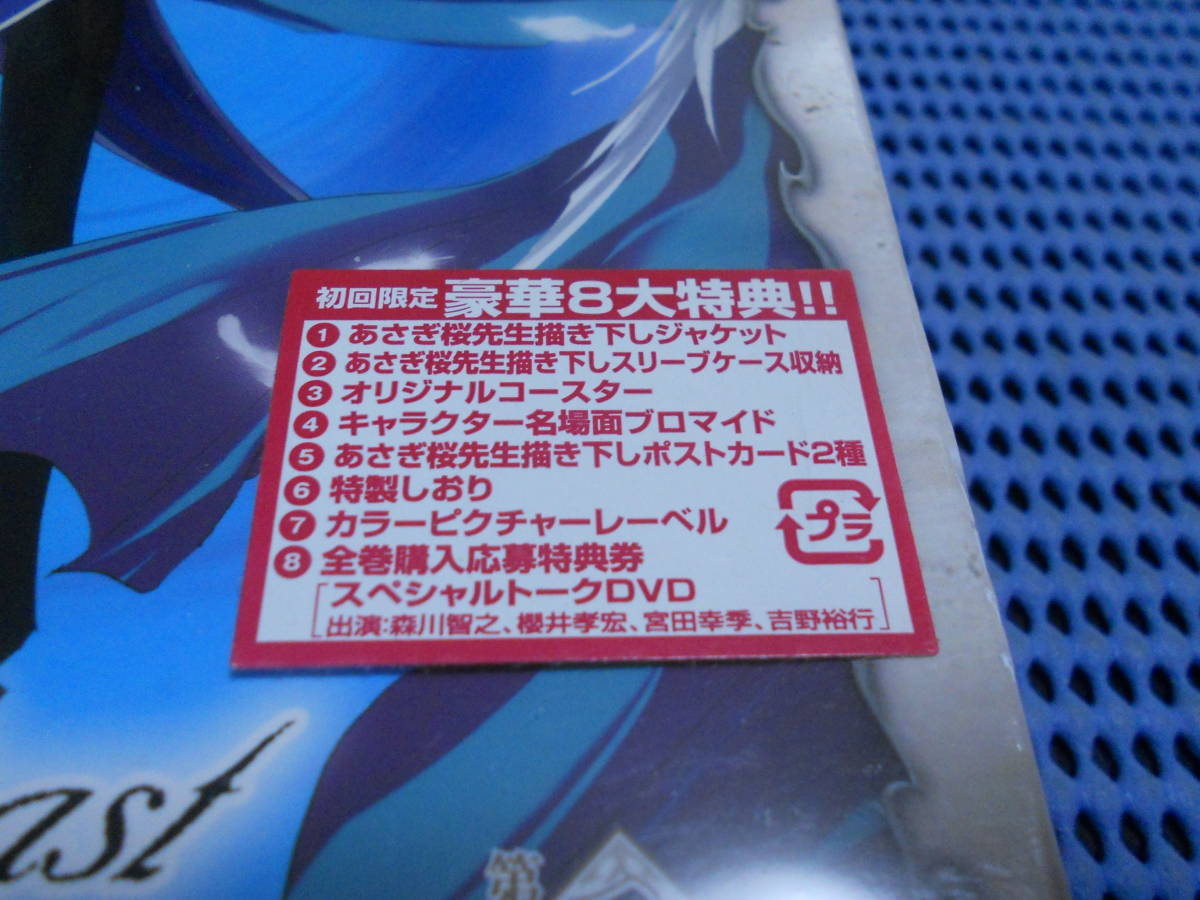 初回限定 豪華8大特典!!
① あさぎ桜先生描き下しジャケット
② あさぎ桜先生描き下しスリーブケース収納
③ オリジナルコースター
④ キャラクター名場面ブロマイド
⑤ あさぎ桜先生描き下しポストカード2種
⑥ 特製しおり
⑦ カラーピクチャーレーベル
⑧ 全巻購入応募特典券
[スペシャルトークDVD
出演:森川智之、櫻井孝宏、宮田幸季、吉野裕行]
プラ
ast
第